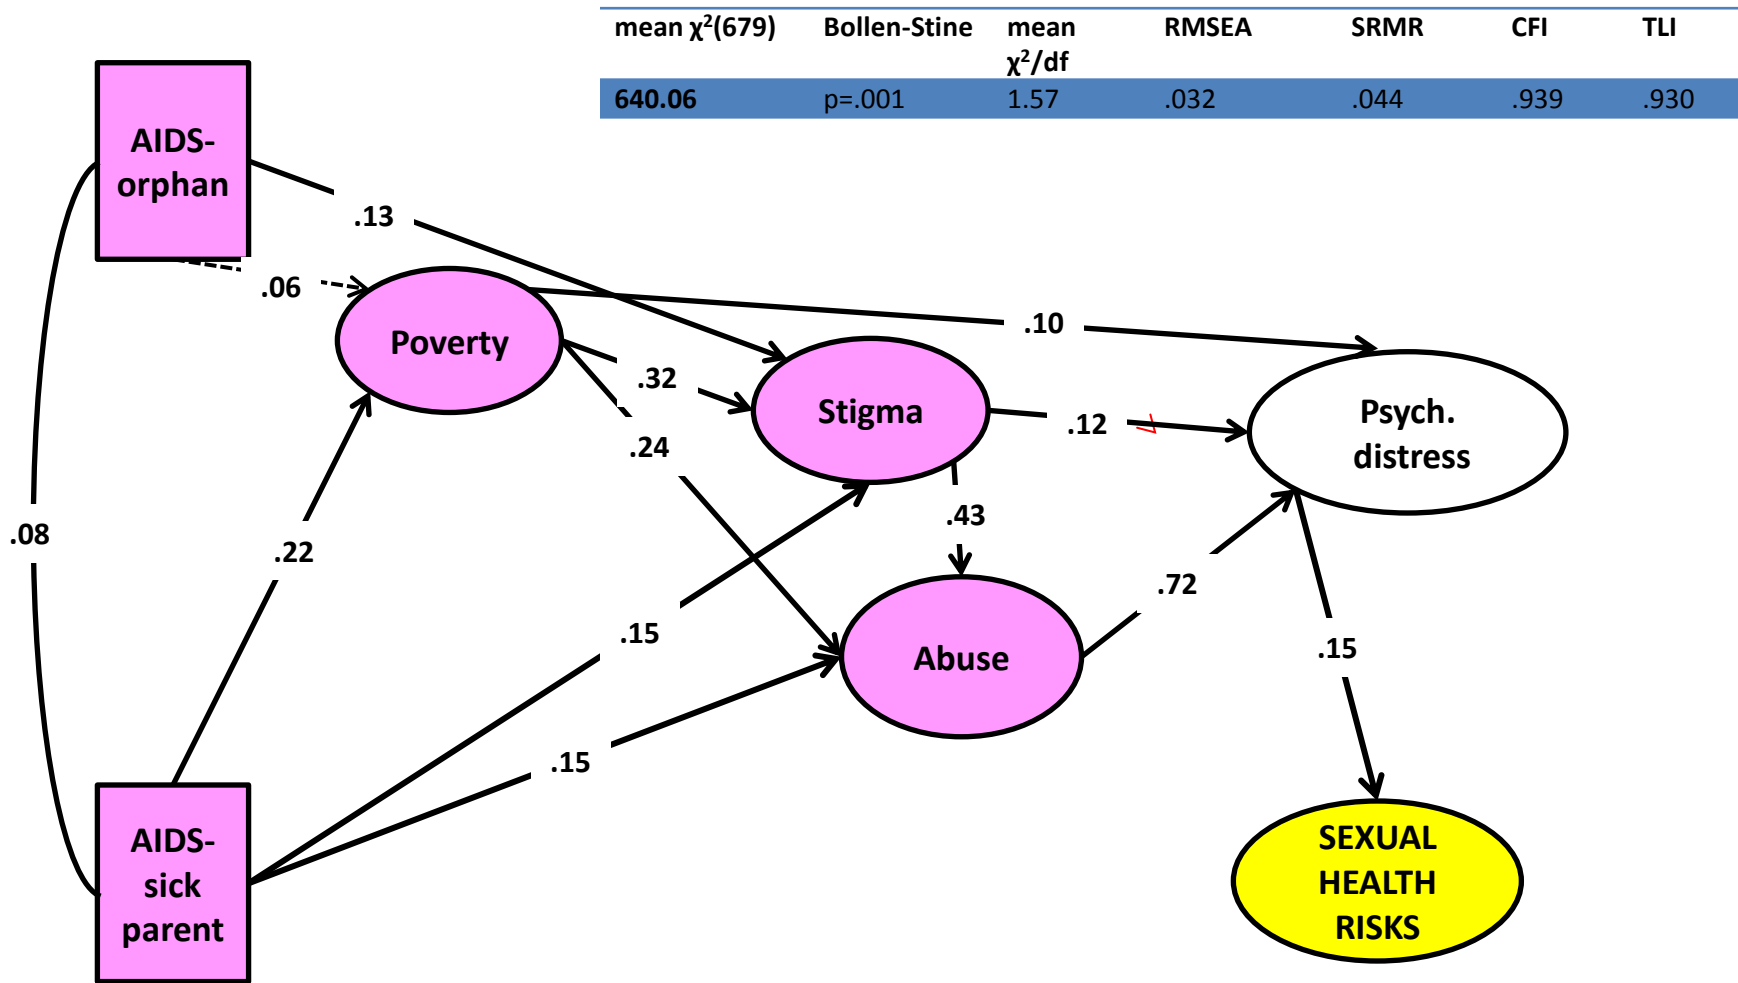 mean χ²(679) Bollen-Stine mean χ²/df RMSEA SRMR CFI TLI
640.06 p=.001 1.57 .032 .044 .939 .930
AIDS-
orphan
.13
.06
Poverty
.10
.32
Stigma
.12
Psych.
distress
.24
.43
.08
.22
.72
.15
Abuse
.15
.15
AIDS-
sick
parent
SEXUAL
HEALTH
RISKS